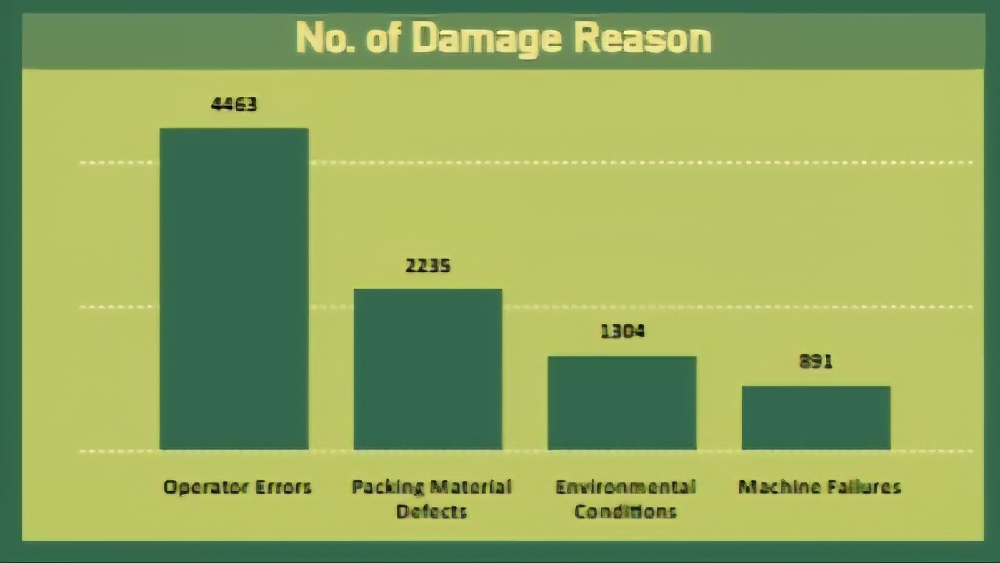 No. of Damage Reason
4463
2235
1304
891
Operator Errors
Packing Material
Defects
Environmental
Conditions
Machine Failures